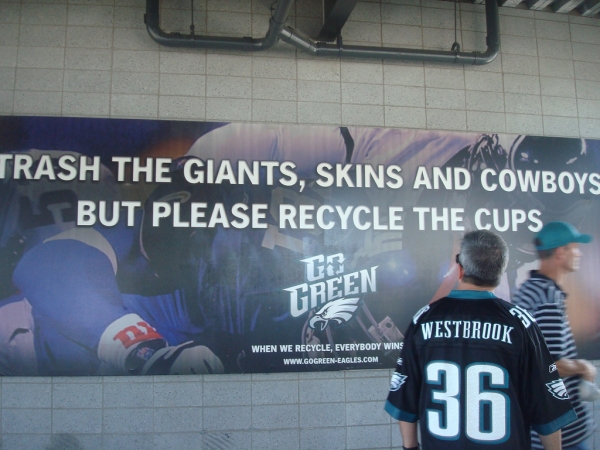 TRASH THE GIANTS, SKINS AND COWBOYS
BUT PLEASE RECYCLE THE CUPS
GO
GREEN
WHEN WE RECYCLE, EVERYBODY WINS
WWW.GOGREEN-EAGLES.COM
WESTBROOK
36
36